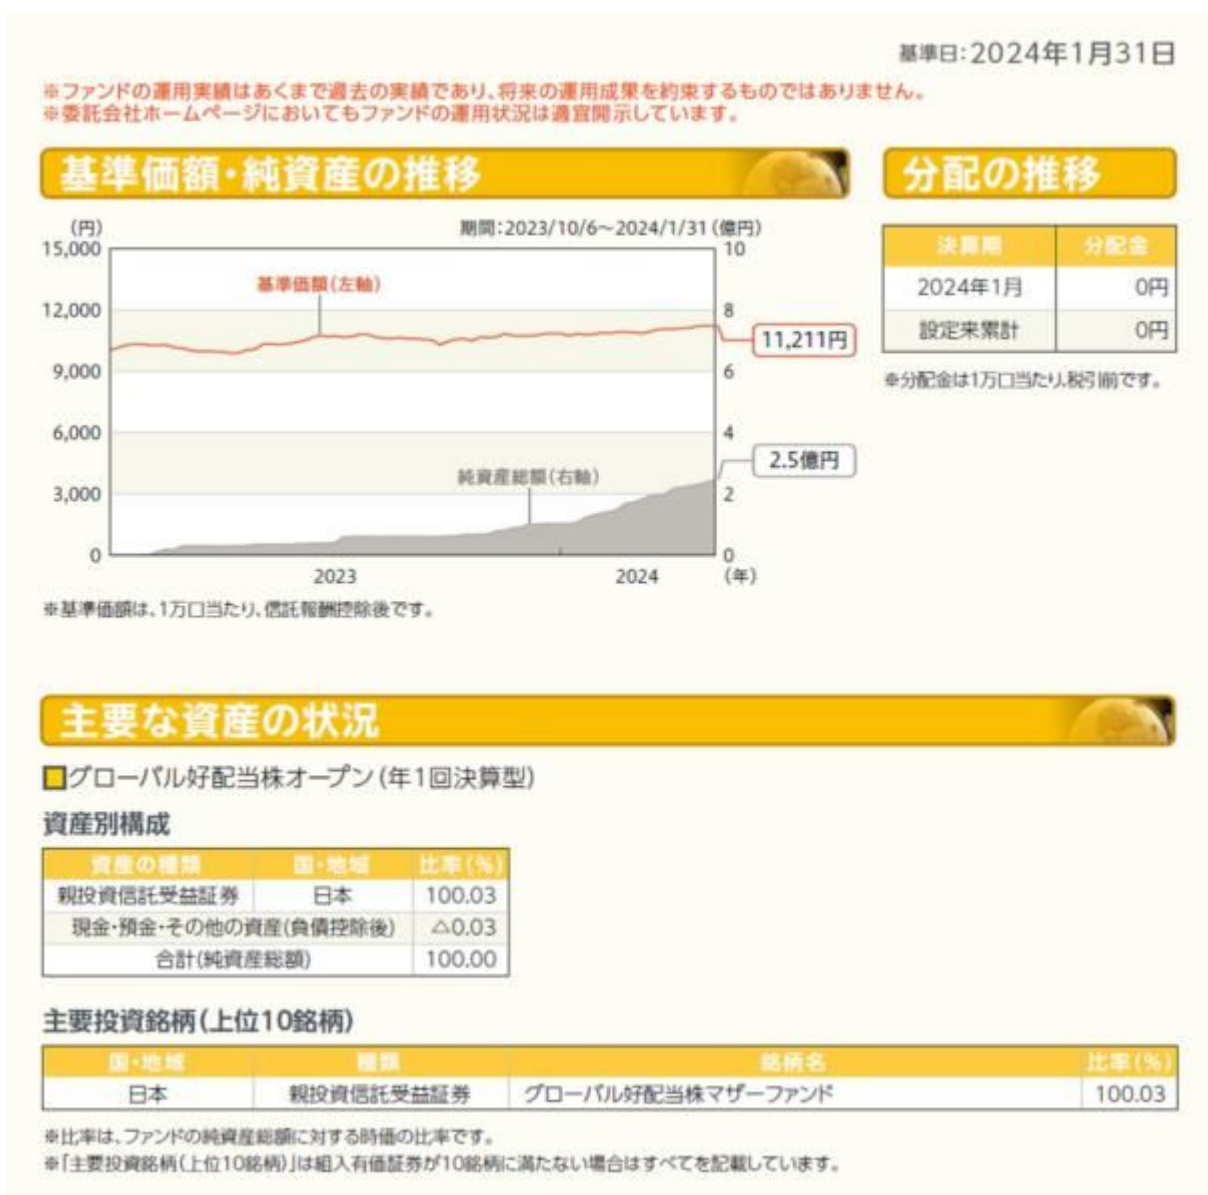 基準日：2024年1月31日
※ファンドの運用実績はあくまで過去の実績であり、将来の運用成果を約束するものではありません。
※委託会社ホームページにおいてもファンドの運用状況は適宜開示しています。
基準価額・純資産の推移
分配の推移
（円） 期間：2023/10/6～2024/1/31（億円）
15,000 10
基準価額（左軸）
12,000 8
11,211円
9,000 6
6,000 4
2.5億円
純資産総額（右軸）
3,000 2
0 0
2023 2024 （年）
※基準価額は、1万口当たり、信託報酬控除後です。
決算期 分配金
2024年1月 0円
設定来累計 0円
※分配金は1万口当たり、税引前です。
主要な資産の状況
グローバル好配当株オープン（年1回決算型）
資産別構成
資産の種類 国・地域 比率（%）
親投資信託受益証券 日本 100.03
現金・預金・その他の資産(負債控除後) △0.03
合計(純資産総額) 100.00
主要投資銘柄（上位10銘柄）
国・地域 種類 銘柄名 比率（%）
日本 親投資信託受益証券 グローバル好配当株マザーファンド 100.03
※比率は、ファンドの純資産総額に対する時価の比率です。
※「主要投資銘柄（上位10銘柄）」は組入有価証券が10銘柄に満たない場合はすべてを記載しています。